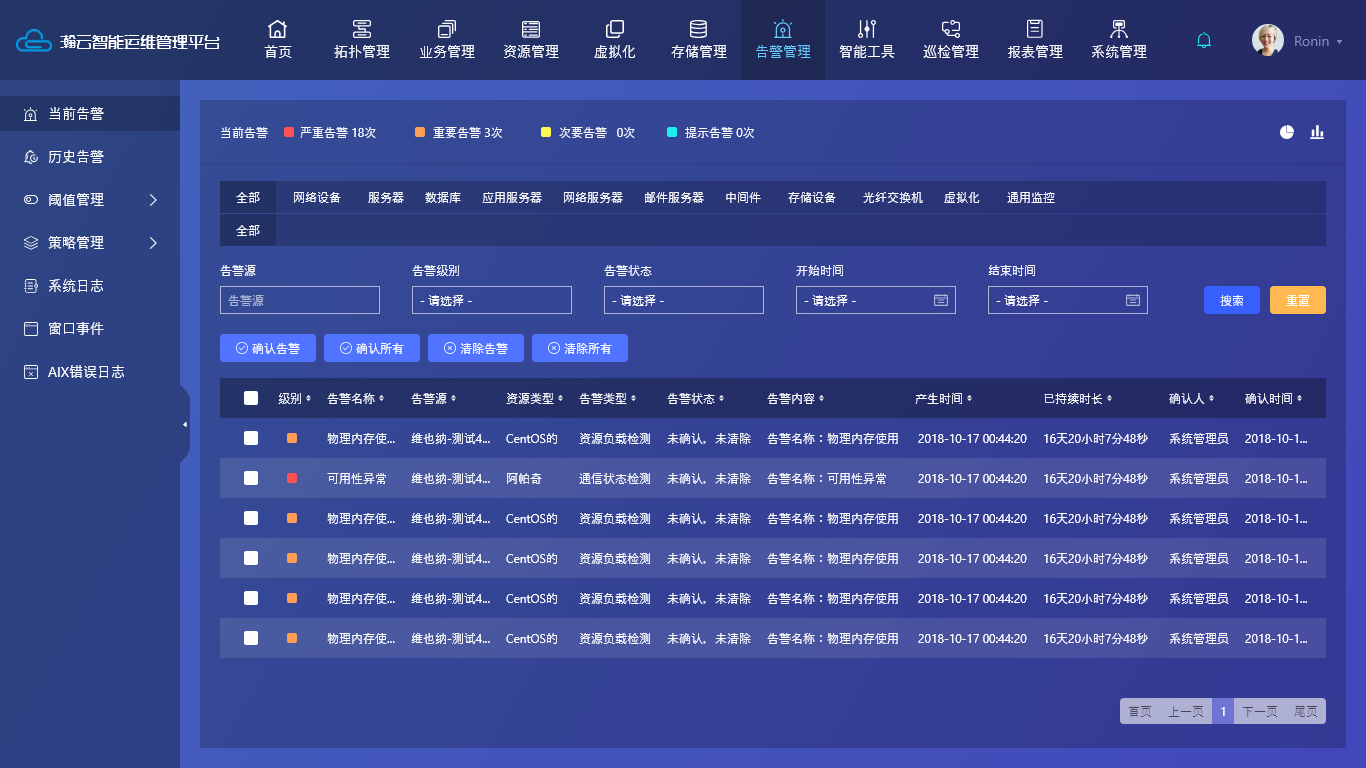 瀚云智能运维管理平台
首页 拓扑管理 业务管理 资源管理 虚拟化 存储管理 告警管理 智能工具 巡检管理 报表管理 系统管理 Ronin
当前告警
历史告警
阈值管理
策略管理
系统日志
窗口事件
AIX错误日志
当前告警 严重告警 18次 重要告警 3次 次要告警 0次 提示告警 0次
全部 网络设备 服务器 数据库 应用服务器 网络服务器 邮件服务器 中间件 存储设备 光纤交换机 虚拟化 通用监控
全部
告警源 告警级别 告警状态 开始时间 结束时间
告警源 - 请选择 - - 请选择 - - 请选择 - - 请选择 - 搜索 重置
确认告警 确认所有 清除告警 清除所有
级别 告警名称 告警源 资源类型 告警类型 告警状态 告警内容 产生时间 已持续时长 确认人 确认时间
物理内存使... 维也纳-测试4... CentOS的 资源负载检测 未确认, 未清除 告警名称：物理内存使用 2018-10-17 00:44:20 16天20小时7分48秒 系统管理员 2018-10-1...
可用性异常 维也纳-测试4... 阿帕奇 通信状态检测 未确认, 未清除 告警名称：可用性异常 2018-10-17 00:44:20 16天20小时7分48秒 系统管理员 2018-10-1...
物理内存使... 维也纳-测试4... CentOS的 资源负载检测 未确认, 未清除 告警名称：物理内存使用 2018-10-17 00:44:20 16天20小时7分48秒 系统管理员 2018-10-1...
物理内存使... 维也纳-测试4... CentOS的 资源负载检测 未确认, 未清除 告警名称：物理内存使用 2018-10-17 00:44:20 16天20小时7分48秒 系统管理员 2018-10-1...
物理内存使... 维也纳-测试4... CentOS的 资源负载检测 未确认, 未清除 告警名称：物理内存使用 2018-10-17 00:44:20 16天20小时7分48秒 系统管理员 2018-10-1...
物理内存使... 维也纳-测试4... CentOS的 资源负载检测 未确认, 未清除 告警名称：物理内存使用 2018-10-17 00:44:20 16天20小时7分48秒 系统管理员 2018-10-1...
首页 上一页 1 下一页 尾页